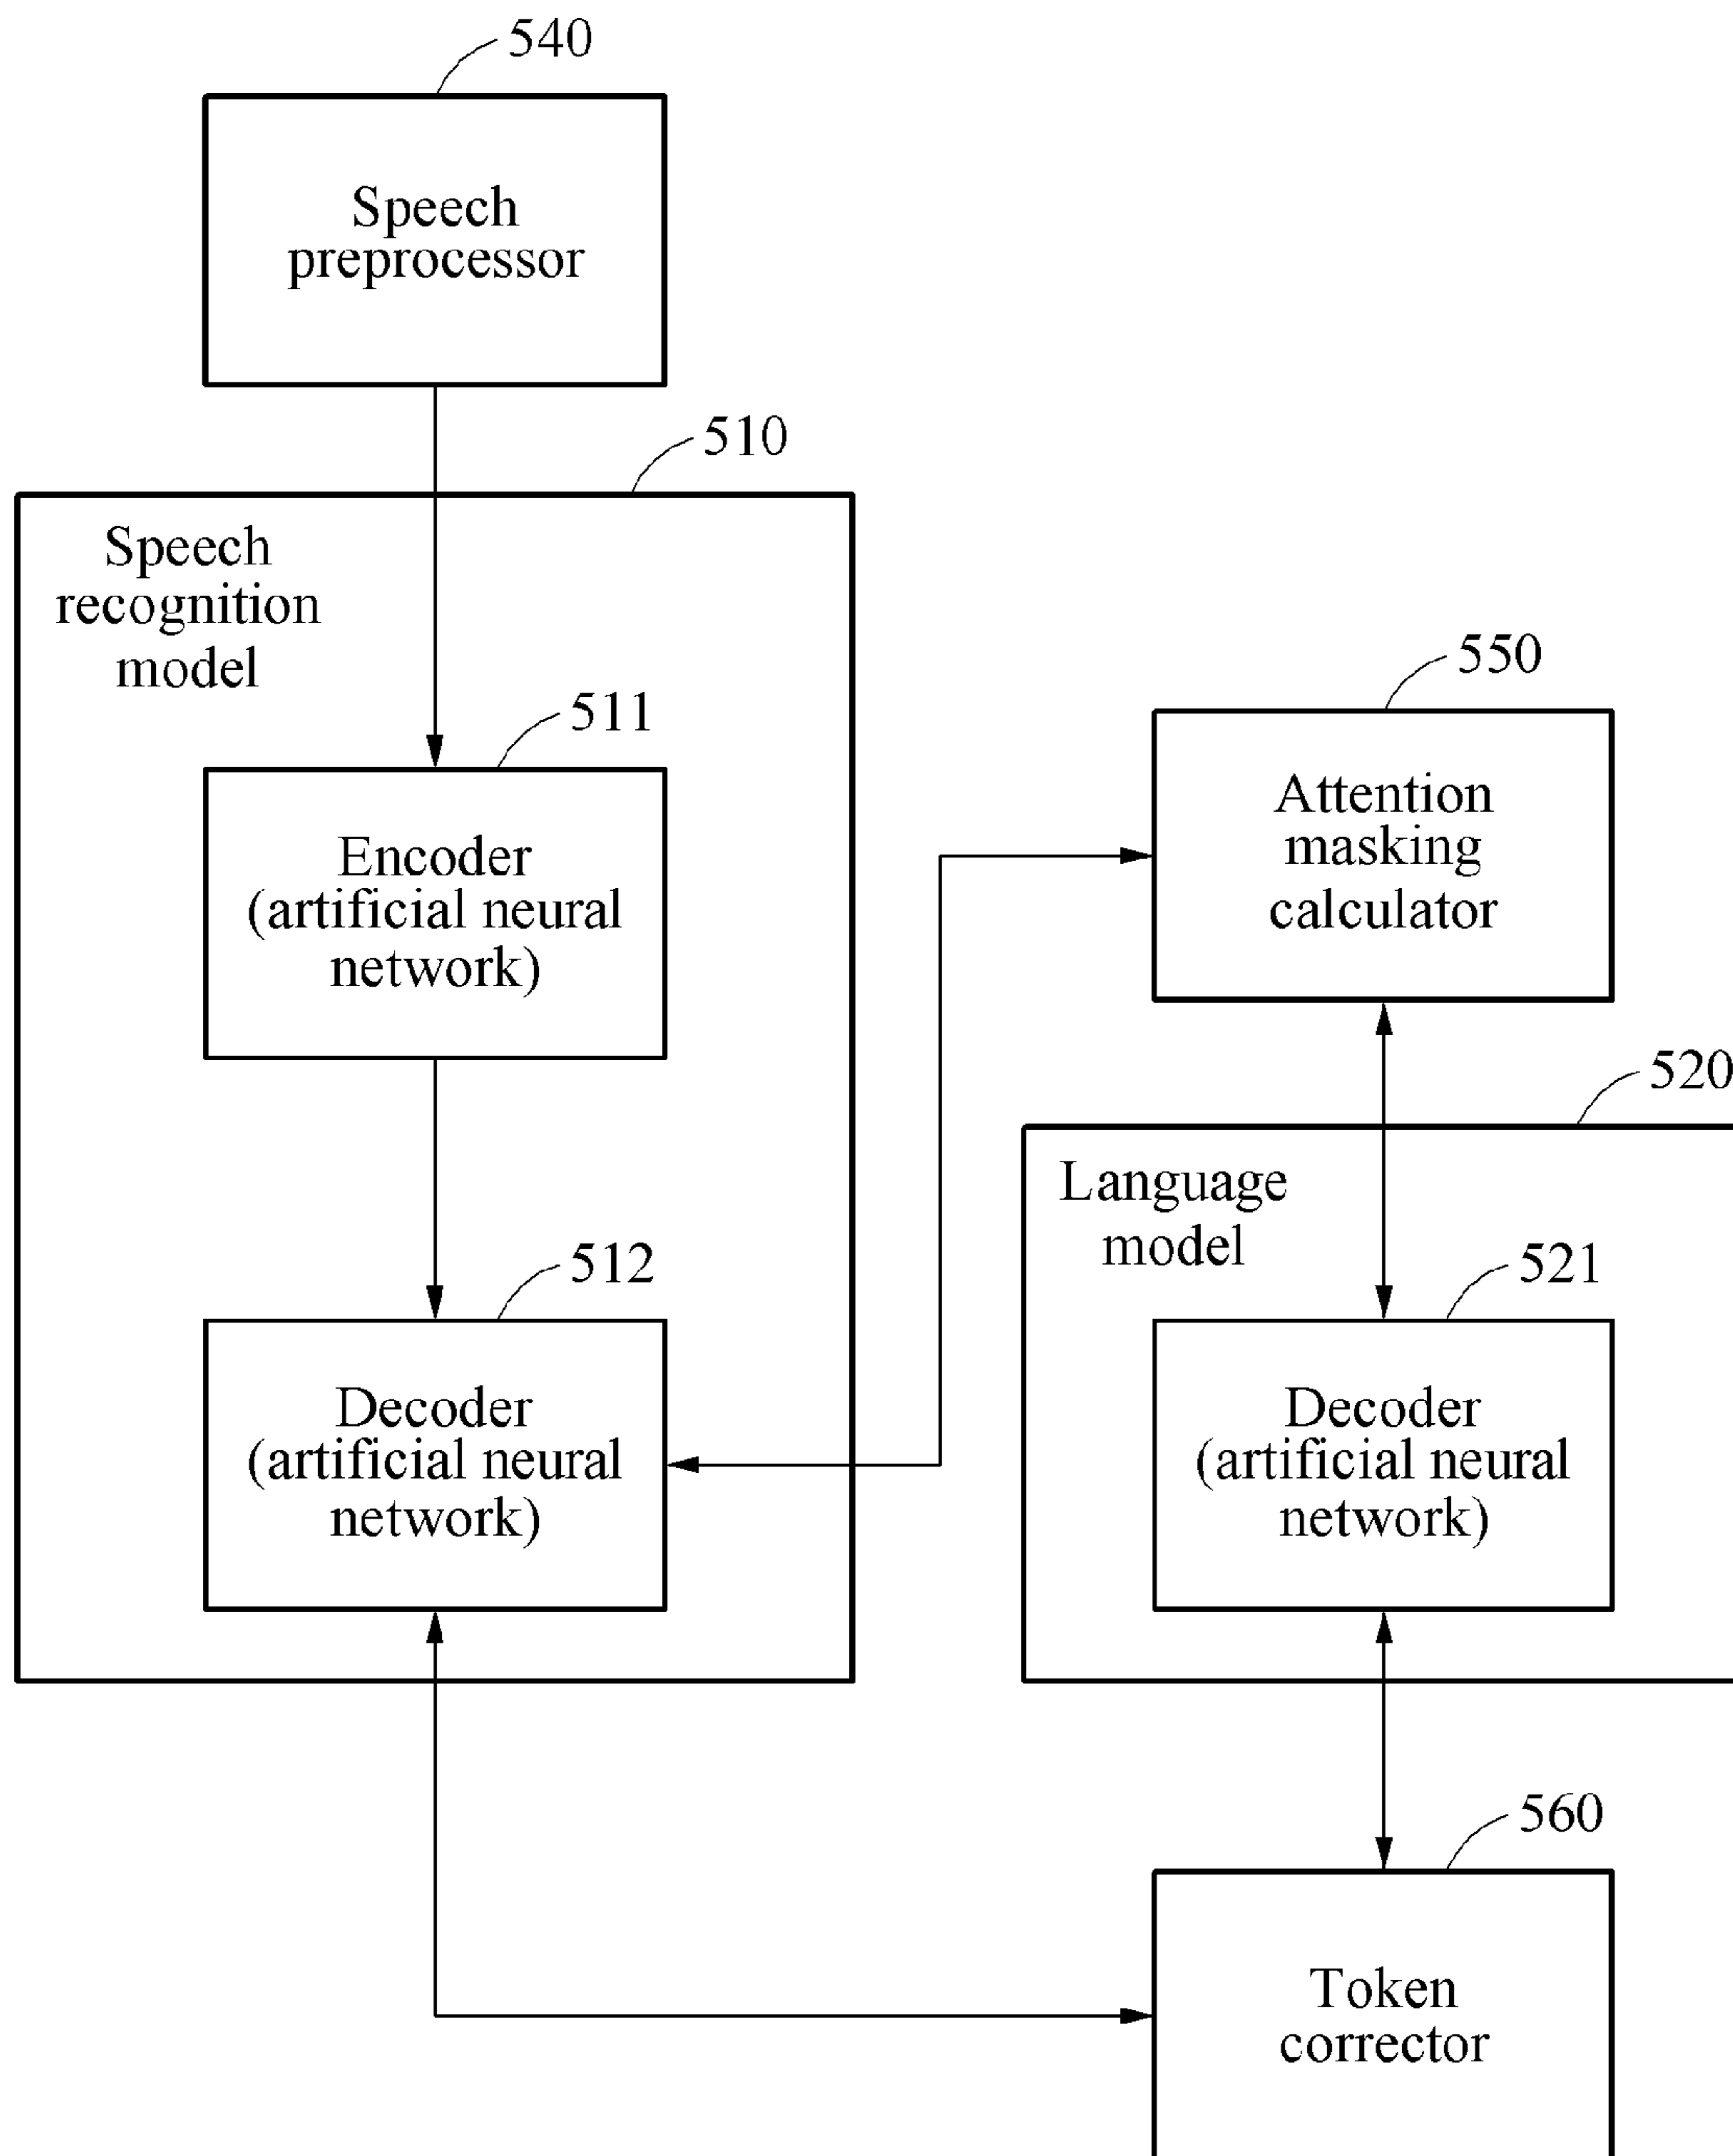 540
Speech
preprocessor
510
Speech
recognition
model
511
Encoder
(artificial neural
network)
512
Decoder
(artificial neural
network)
550
Attention
masking
calculator
520
Language
model
521
Decoder
(artificial neural
network)
560
Token
corrector